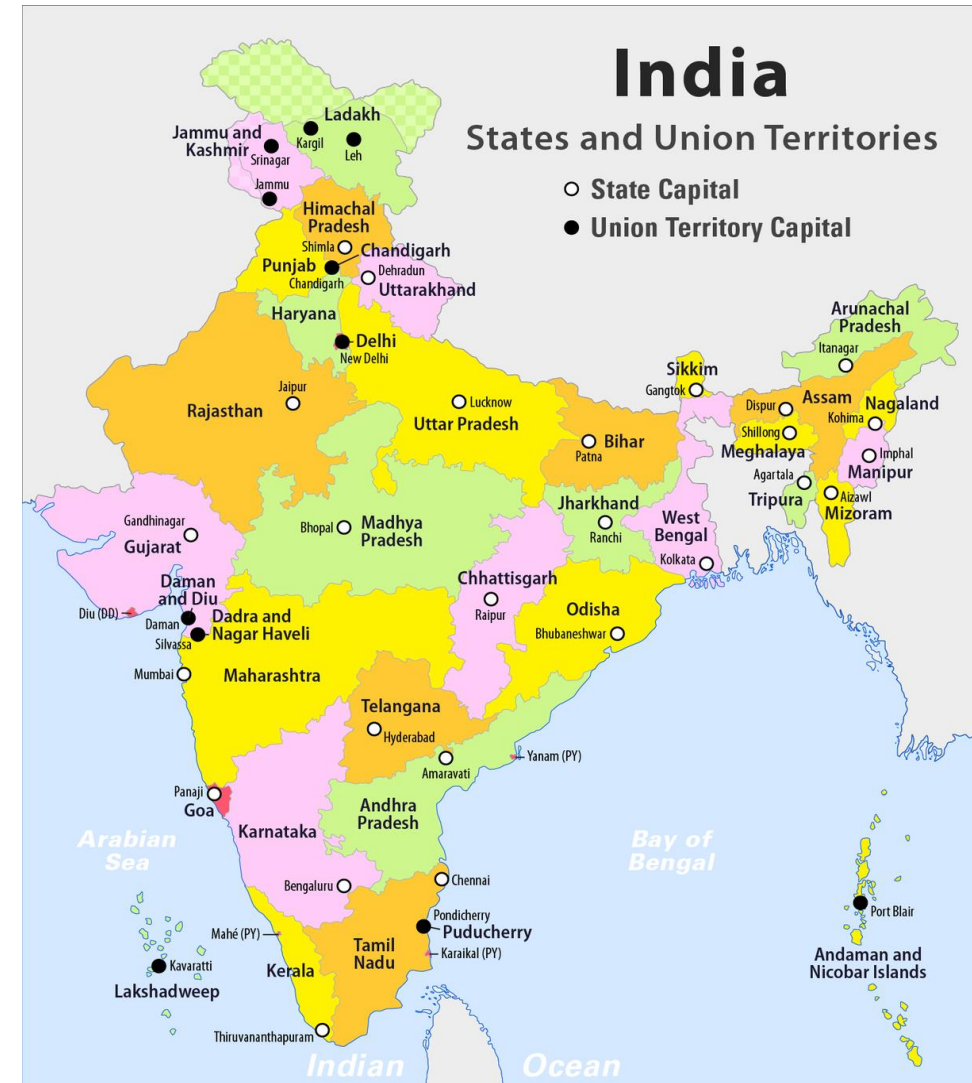 India
States and Union Territories
State Capital
Union Territory Capital
Ladakh
Kargil
Leh
Jammu and
Kashmir
Srinagar
Jammu
Himachal
Pradesh
Shimla
Chandigarh
Punjab
Chandigarh
Dehradun
Uttarakhand
Haryana
Delhi
New Delhi
Arunachal
Pradesh
Itanagar
Sikkim
Gangtok
Jaipur
Rajasthan
Lucknow
Uttar Pradesh
Bihar
Patna
Dispur
Assam
Nagaland
Kohima
Shillong
Meghalaya
Imphal
Manipur
Agartala
Tripura
Aizawl
Mizoram
Gandhinagar
Gujarat
Bhopal
Madhya
Pradesh
Jharkhand
Ranchi
West
Bengal
Kolkata
Daman
and Diu
Diu (DD)
Daman
Silvassa
Dadra and
Nagar Haveli
Chhattisgarh
Raipur
Odisha
Bhubaneshwar
Mumbai
Maharashtra
Telangana
Hyderabad
Amaravati
Yanam (PY)
Panaji
Goa
Andhra
Pradesh
Karnataka
Arabian
Sea
Bay of
Bengal
Bengaluru
Chennai
Pondicherry
Puducherry
Mahé (PY)
Karaikal (PY)
Tamil
Nadu
Kerala
Kavaratti
Lakshadweep
Port Blair
Andaman and
Nicobar Islands
Thiruvananthapuram
Indian Ocean